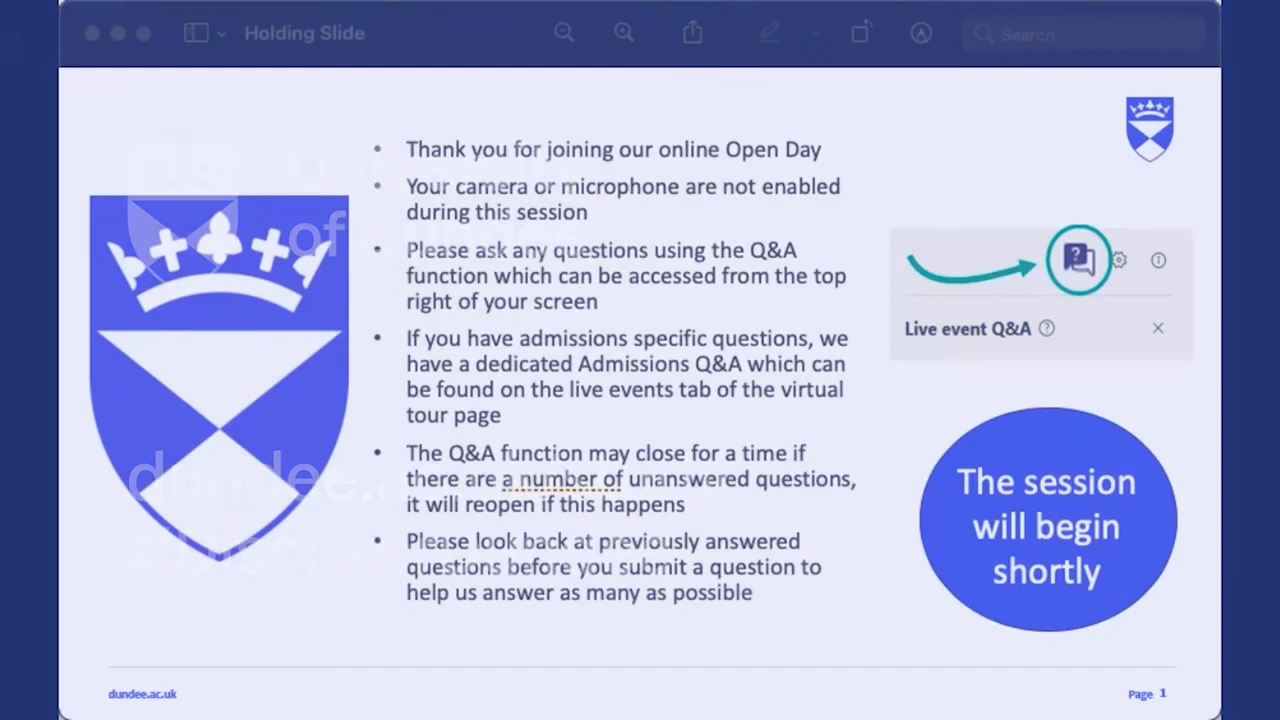 Holding Slide
Search
Thank you for joining our online Open Day
Your camera or microphone are not enabled
during this session
Please ask any questions using the Q&A
function which can be accessed from the top
right of your screen
If you have admissions specific questions, we
have a dedicated Admissions Q&A which can
be found on the live events tab of the virtual
tour page
The Q&A function may close for a time if
there are a number of unanswered questions,
it will reopen if this happens
Please look back at previously answered
questions before you submit a question to
help us answer as many as possible
Live event Q&A
The session
will begin
shortly
dundee.ac.uk
Page 1